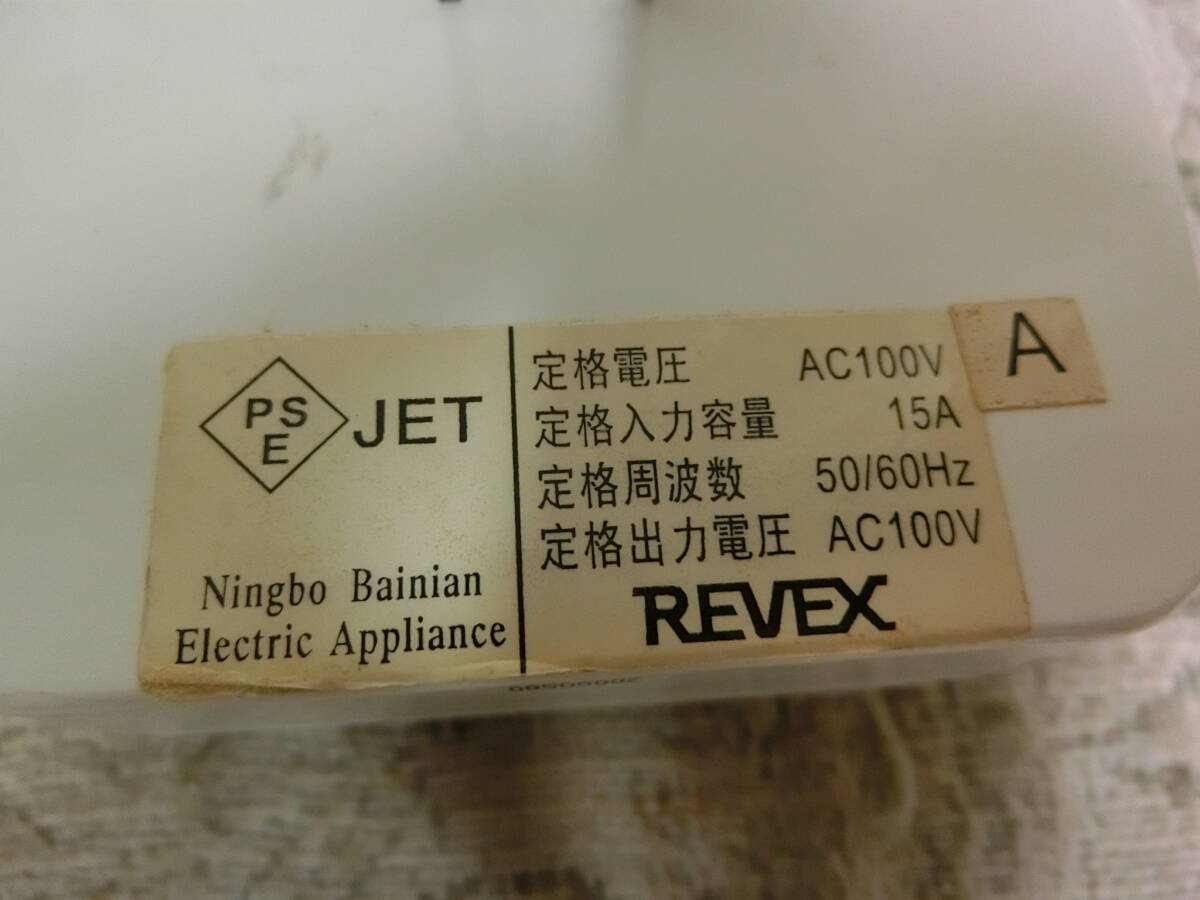 PS
E
JET
Ningbo Bainian
Electric Appliance
定格電圧 AC100V
定格入力容量 15A
定格周波数 50/60Hz
定格出力電圧 AC100V
REVEX
A